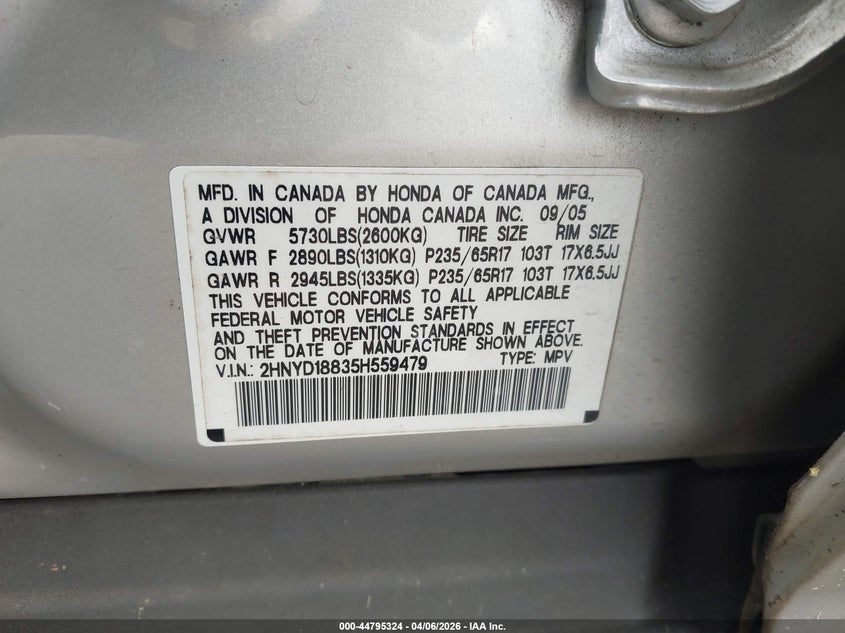 MFD. IN CANADA BY HONDA OF CANADA MFG.,
A DIVISION OF HONDA CANADA INC. 09/05
GVWR 5730LBS(2600KG) TIRE SIZE RIM SIZE
GAWR F 2890LBS(1310KG) P235/65R17 103T 17X6.5JJ
GAWR R 2945LBS(1335KG) P235/65R17 103T 17X6.5JJ
THIS VEHICLE CONFORMS TO ALL APPLICABLE
FEDERAL MOTOR VEHICLE SAFETY
AND THEFT PREVENTION STANDARDS IN EFFECT
ON THE DATE OF MANUFACTURE SHOWN ABOVE.
V.I.N.: 2HNYD18835H559479 TYPE: MPV
000-44795324 | 04/06/2026 | IAA Inc.